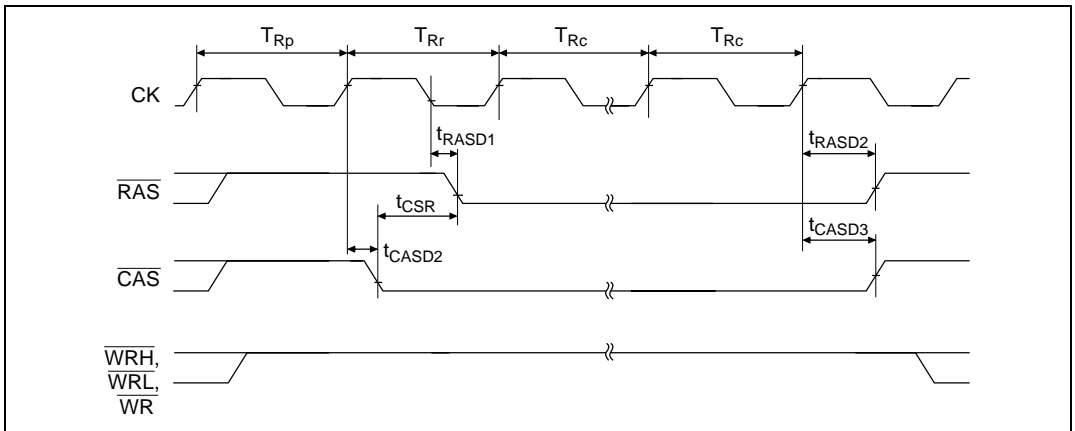 TRp TRr TRc TRc
CK
tRASD1 tRASD2
RAS
tCSR
tCASD3
tCASD2
CAS
WRH,
WRL,
WR